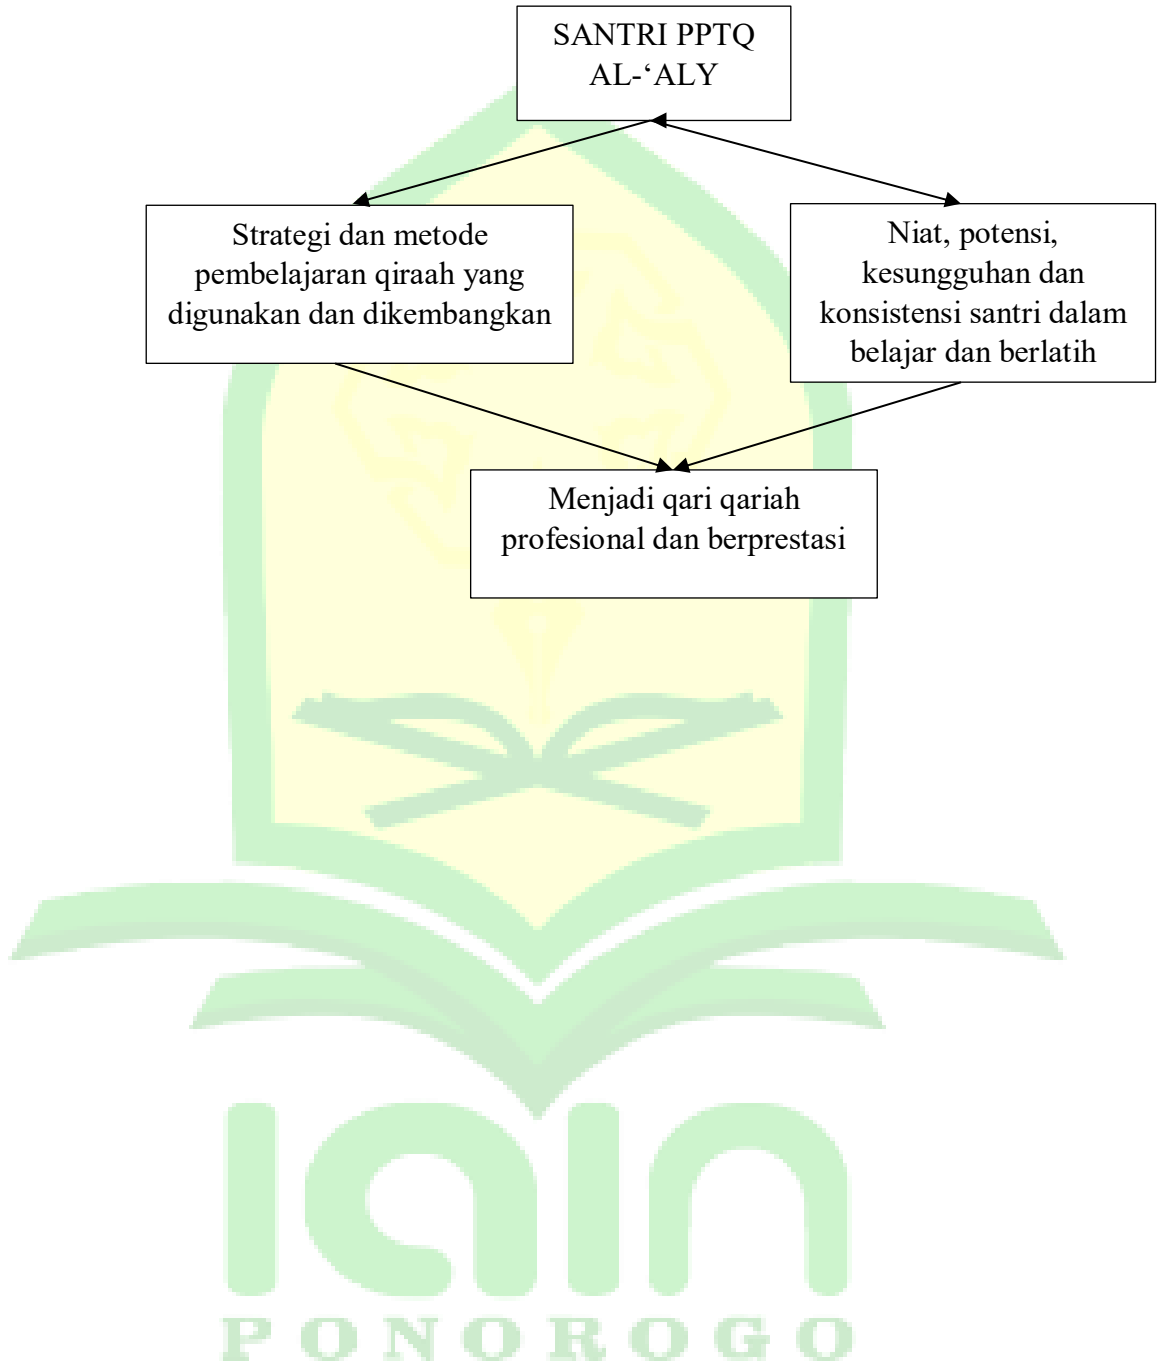 SANTRI PPTQ
AL-‘ALY
Strategi dan metode
pembelajaran qiraah yang
digunakan dan dikembangkan
Niat, potensi,
kesungguhan dan
konsistensi santri dalam
belajar dan berlatih
Menjadi qari qariah
profesional dan berprestasi
iain
PONOROGO